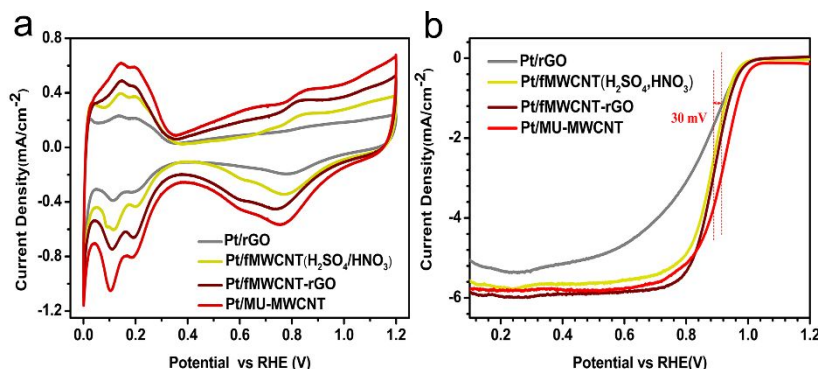 a
0.8
0.4
0.0
-0.4
-0.8
-1.2
Current Density(mA/cm⁻²)
Pt/rGO
Pt/fMWCNT(H₂SO₄/HNO₃)
Pt/fMWCNT-rGO
Pt/MU-MWCNT
0.0 0.2 0.4 0.6 0.8 1.0 1.2
Potential vs RHE (V)
b
0
-2
-4
-6
Current Density(mA/cm⁻²)
Pt/rGO
Pt/fMWCNT(H₂SO₄,HNO₃)
Pt/fMWCNT-rGO
Pt/MU-MWCNT
30 mV
0.2 0.4 0.6 0.8 1.0 1.2
Potential vs RHE(V)